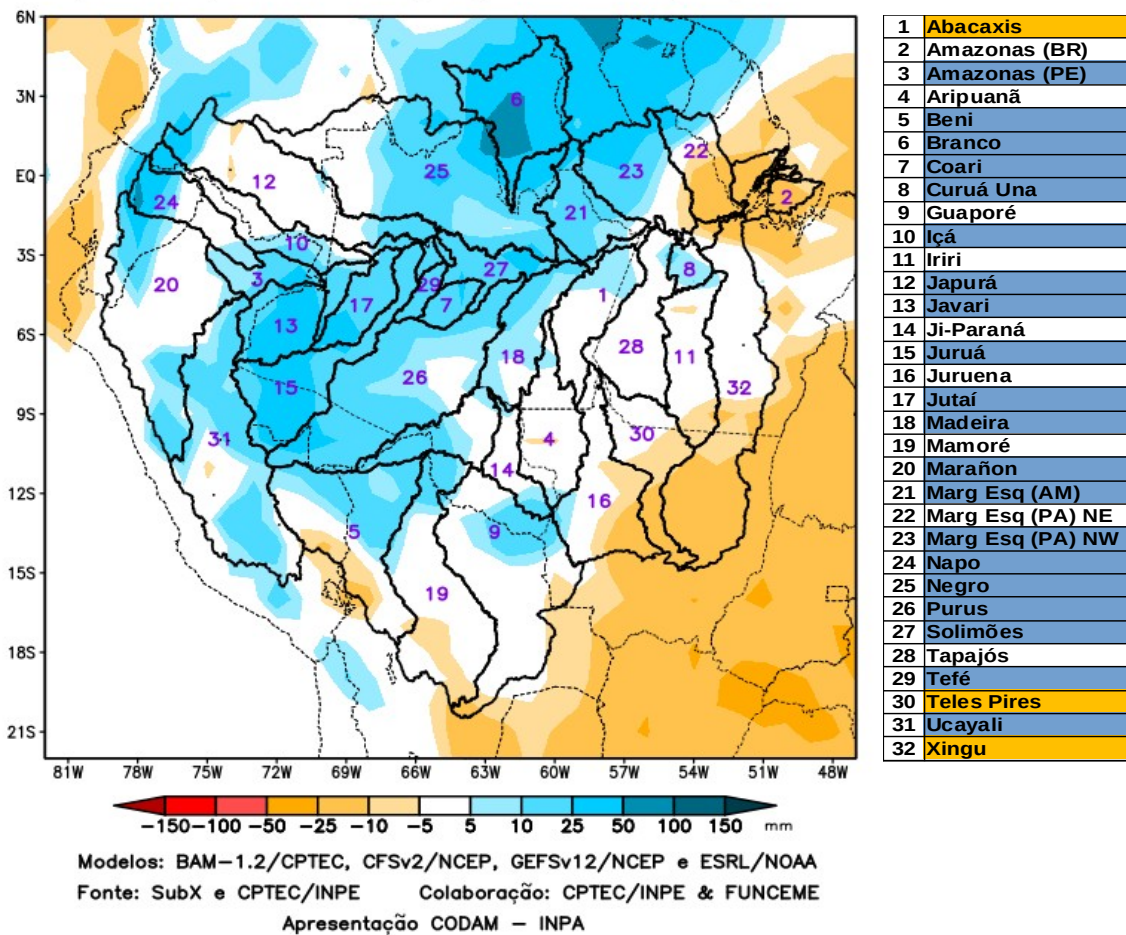 6N
3N
EQ
3S
6S
9S
12S
15S
18S
21S
81W 78W 75W 72W 69W 66W 63W 60W 57W 54W 51W 48W
6
25
23
22
12
24
21
2
10
3
27
8
20
29
7
1
17
13
28
11
18
26
15
32
31
30
4
14
16
5
9
19
1 Abacaxis
2 Amazonas (BR)
3 Amazonas (PE)
4 Aripuanã
5 Beni
6 Branco
7 Coari
8 Curuá Una
9 Guaporé
10 Içá
11 Iriri
12 Japurá
13 Javari
14 Ji-Paraná
15 Juruá
16 Juruena
17 Jutaí
18 Madeira
19 Mamoré
20 Marañon
21 Marg Esq (AM)
22 Marg Esq (PA) NE
23 Marg Esq (PA) NW
24 Napo
25 Negro
26 Purus
27 Solimões
28 Tapajós
29 Tefé
30 Teles Pires
31 Ucayali
32 Xingu
-150 -100 -50 -25 -10 -5 5 10 25 50 100 150 mm
Modelos: BAM-1.2/CPTEC, CFSv2/NCEP, GEFSv12/NCEP e ESRL/NOAA
Fonte: SubX e CPTEC/INPE Colaboração: CPTEC/INPE & FUNCEME
Apresentação CODAM - INPA